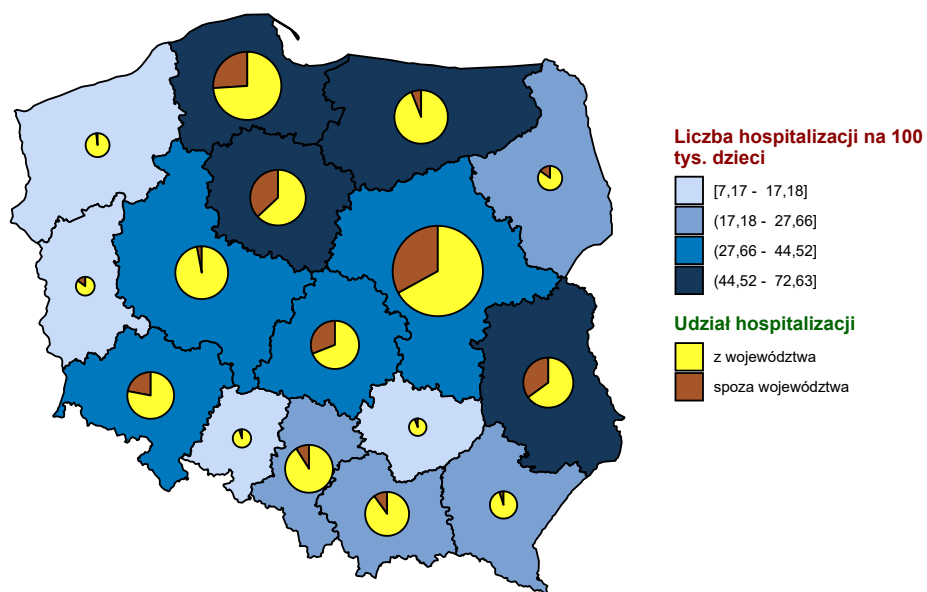 Liczba hospitalizacji na 100
tys. dzieci
[7,17 - 17,18]
(17,18 - 27,66]
(27,66 - 44,52]
(44,52 - 72,63]
Udział hospitalizacji
z województwa
spoza województwa